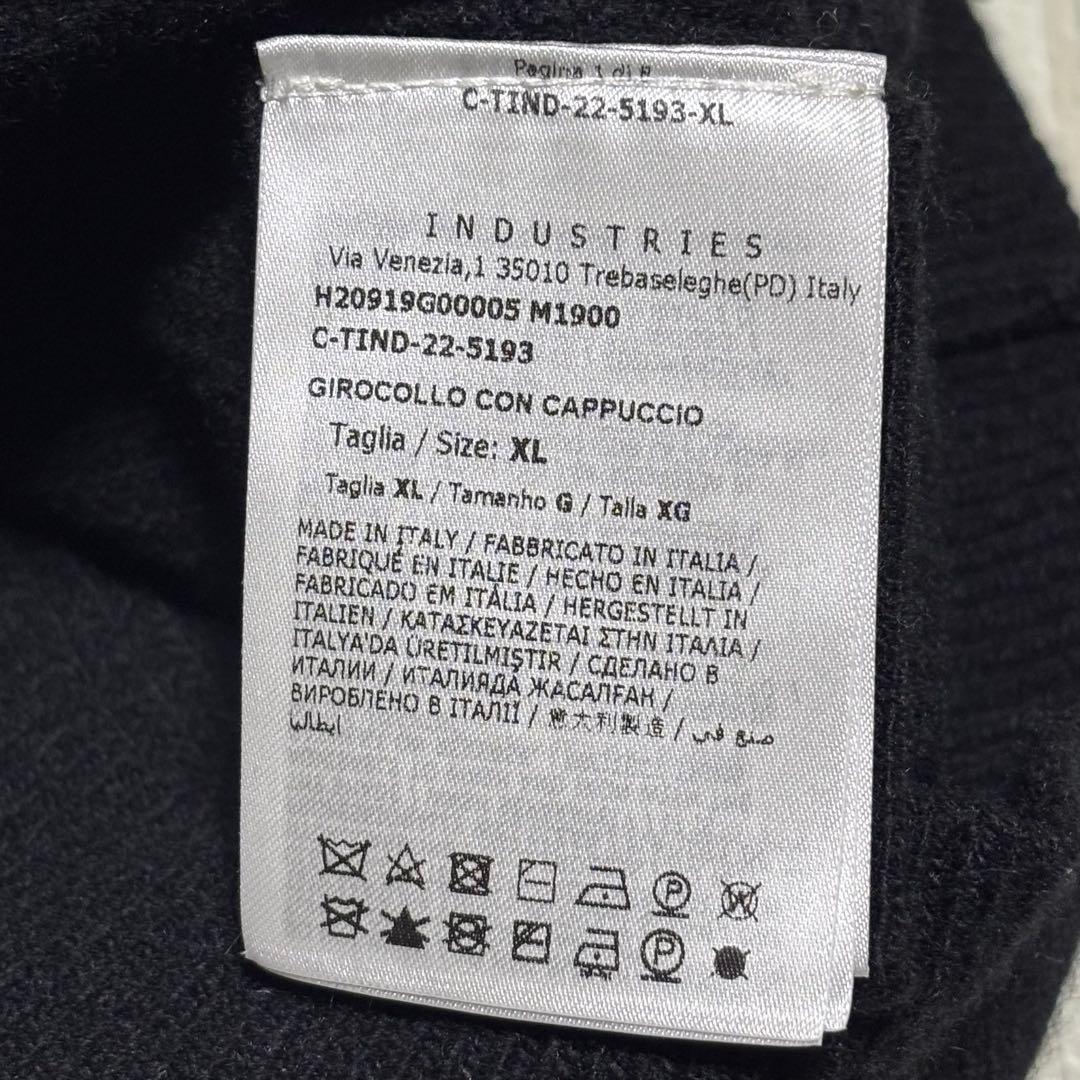 Pagina 1 di 8
C-TIND-22-5193-XL
INDUSTRIES
Via Venezia,1 35010 Trebaseleghe(PD) Italy
H20919G00005 M1900
C-TIND-22-5193
GIROCOLLO CON CAPPUCCIO
Taglia / Size: XL
Taglia XL / Tamanho G / Talla XG
MADE IN ITALY / FABBRICATO IN ITALIA /
FABRIQUÉ EN ITALIE / HECHO EN ITALIA /
FABRICADO EM ITÁLIA / HERGESTELLT IN
ITALIEN / ΚΑΤΑΣΚΕΥΑΖΕΤΑΙ ΣΤΗΝ ΙΤΑΛΙΑ /
ITALYA'DA ÜRETILMIŞTIR / СДЕЛАНО В
ИТАЛИИ / ИТАЛИЯДА ЖАСАЛҒАН /
ВИРОБЛЕНО В ІТАЛІЇ / 意大利製造 / صنع في
إيطاليا
P W
P